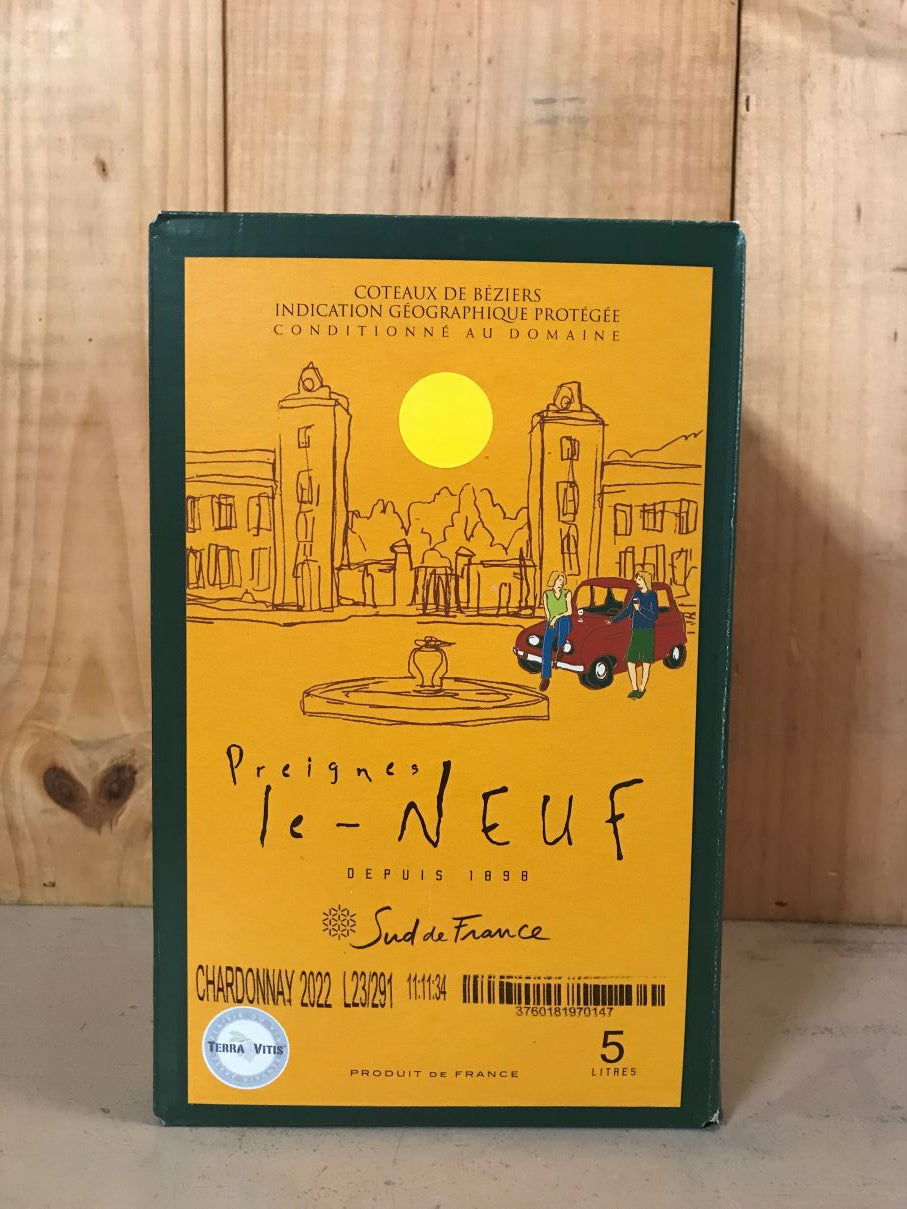 COTEAUX DE BÉZIERS
INDICATION GÉOGRAPHIQUE PROTÉGÉE
CONDITIONNÉ AU DOMAINE
Preignes
le-NEUF
DEPUIS 1898
Sud de France
CHARDONNAY 2022 L23/291 11:11:34
3760181970147
TERRA VITIS
5
LITRES
PRODUIT DE FRANCE